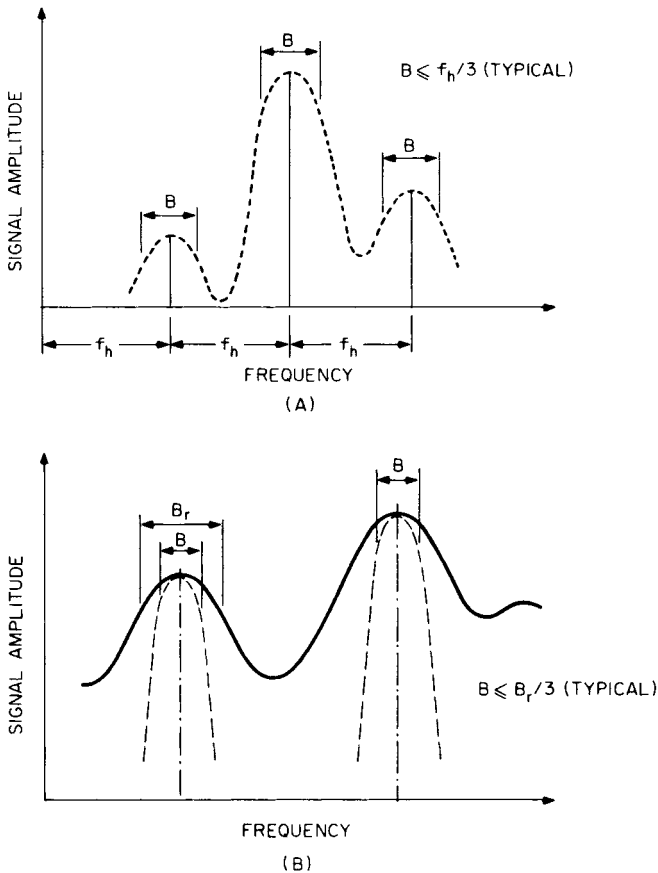 B
B ⩽ f_h/3 (TYPICAL)
B
B
SIGNAL AMPLITUDE
f_h f_h f_h
FREQUENCY
(A)
B
B_r
B
SIGNAL AMPLITUDE
B ⩽ B_r/3 (TYPICAL)
FREQUENCY
(B)